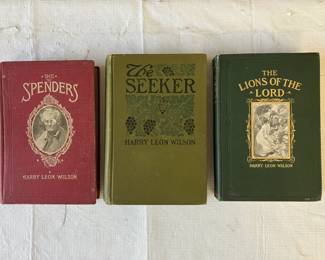 THE
SPENDERS
HARRY LEON WILSON
The
SEEKER
HARRY LEON WILSON
THE
LIONS OF THE
LORD
HARRY LEON WILSON